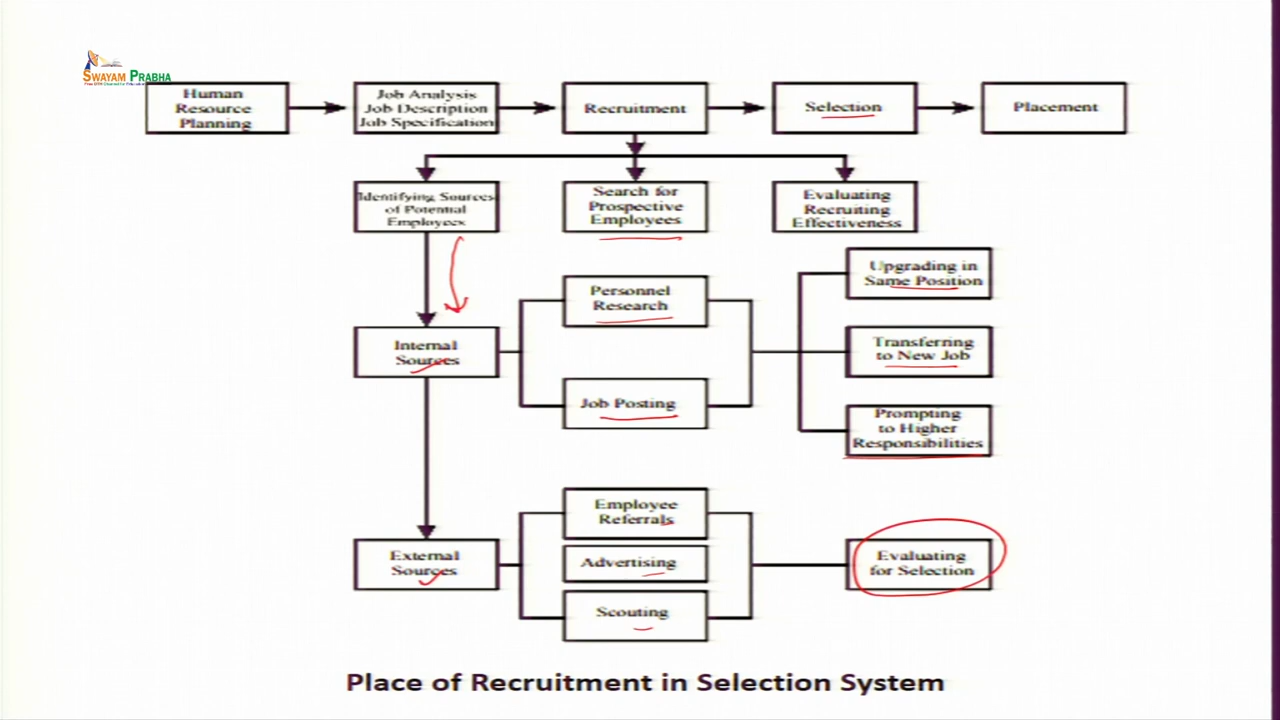 SWAYAM PRABHA
Human
Resource
Planning
Job Analysis
Job Description
Job Specification
Recruitment
Selection
Placement
Identifying Sources
of Potential
Employees
Search for
Prospective
Employees
Evaluating
Recruiting
Effectiveness
Internal
Sources
Personnel
Research
Job Posting
Upgrading in
Same Position
Transferring
to New Job
Prompting
to Higher
Responsibilities
External
Sources
Employee
Referrals
Advertising
Scouting
Evaluating
for Selection
Place of Recruitment in Selection System